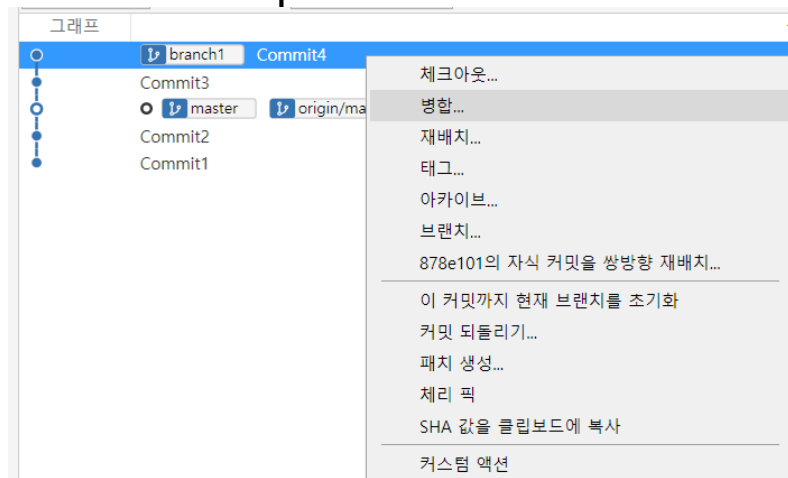 그래프
branch1 Commit4
Commit3
master origin/ma
Commit2
Commit1
체크아웃...
병합...
재배치...
태그...
아카이브...
브랜치...
878e101의 자식 커밋을 쌍방향 재배치...
이 커밋까지 현재 브랜치를 초기화
커밋 되돌리기...
패치 생성...
체리 픽
SHA 값을 클립보드에 복사
커스텀 액션